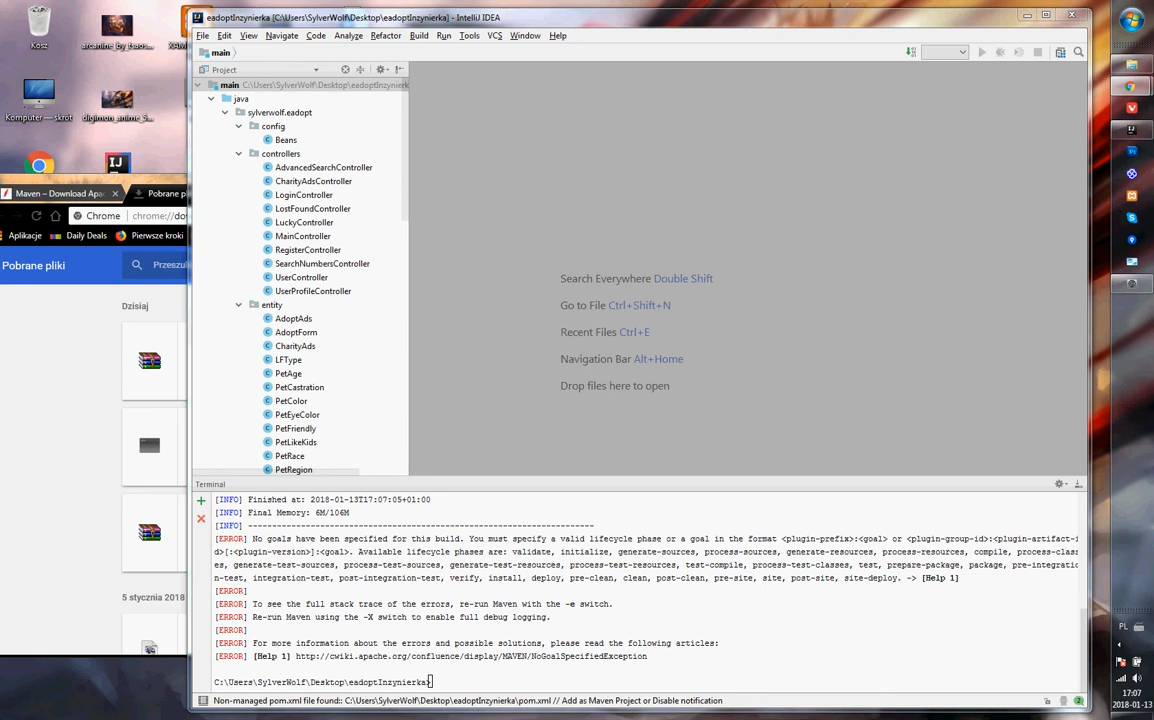 Kosz
arcanine_by_tsaos...
XAM
Komputer — skrót
digimon_anime_S...
Maven – Download Apa
Pobrane pl
Chrome
chrome://do
Aplikacje
Daily Deals
Pierwsze kroki
Pobrane pliki
Przeszu
Dzisiaj
5 stycznia 2018
eadoptInzynierka [C:\Users\SylverWolf\Desktop\eadoptInzynierka] - IntelliJ IDEA
File Edit View Navigate Code Analyze Refactor Build Run Tools VCS Window Help
main
Project
main C:\Users\SylverWolf\Desktop\eadoptInzynierk
java
sylverwolf.eadopt
config
Beans
controllers
AdvancedSearchController
CharityAdsController
LoginController
LostFoundController
LuckyController
MainController
RegisterController
SearchNumbersController
UserController
UserProfileController
entity
AdoptAds
AdoptForm
CharityAds
LFType
PetAge
PetCastration
PetColor
PetEyeColor
PetFriendly
PetLikeKids
PetRace
PetRegion
Search Everywhere Double Shift
Go to File Ctrl+Shift+N
Recent Files Ctrl+E
Navigation Bar Alt+Home
Drop files here to open
Terminal
[INFO] Finished at: 2018-01-13T17:07:05+01:00
[INFO] Final Memory: 6M/106M
[INFO] ------------------------------------------------------------------------
[ERROR] No goals have been specified for this build. You must specify a valid lifecycle phase or a goal in the format <plugin-prefix>:<goal> or <plugin-group-id>:<plugin-artifact-i
d>[:<plugin-version>]:<goal>. Available lifecycle phases are: validate, initialize, generate-sources, process-sources, generate-resources, process-resources, compile, process-class
es, generate-test-sources, process-test-sources, generate-test-resources, process-test-resources, test-compile, process-test-classes, test, prepare-package, package, pre-integratio
n-test, integration-test, post-integration-test, verify, install, deploy, pre-clean, clean, post-clean, pre-site, site, post-site, site-deploy. -> [Help 1]
[ERROR]
[ERROR] To see the full stack trace of the errors, re-run Maven with the -e switch.
[ERROR] Re-run Maven using the -X switch to enable full debug logging.
[ERROR]
[ERROR] For more information about the errors and possible solutions, please read the following articles:
[ERROR] [Help 1] http://cwiki.apache.org/confluence/display/MAVEN/NoGoalSpecifiedException
C:\Users\SylverWolf\Desktop\eadoptInzynierka>
Non-managed pom.xml file found: C:\Users\SylverWolf\Desktop\eadoptInzynierka\pom.xml // Add as Maven Project or Disable notification
PL
17:07
2018-01-13